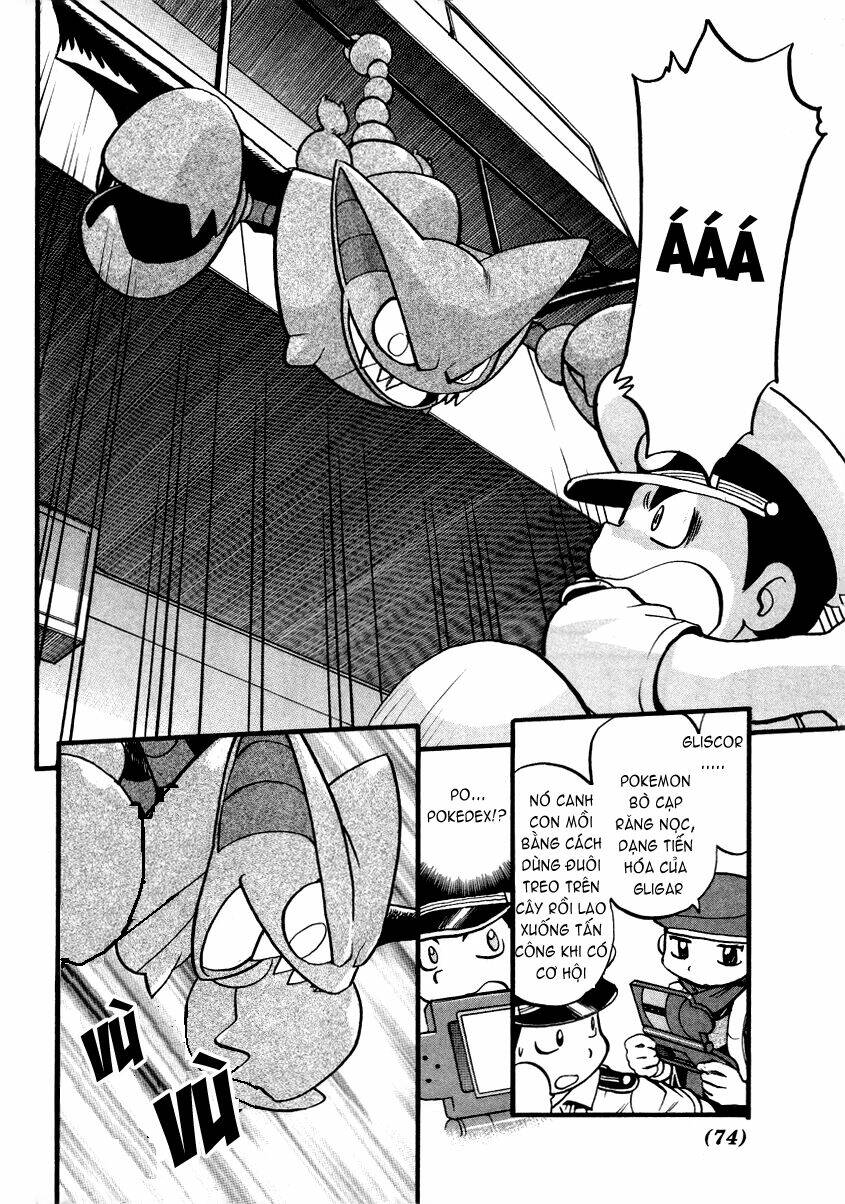 ÁÁÁ
GLISCOR
.....
POKEMON
BÒ CẠP
RĂNG NỌC,
DẠNG TIẾN
HÓA CỦA
GLIGAR
NÓ CANH
CON MỒI
BẰNG CÁCH
DÙNG ĐUÔI
TREO TRÊN
CÂY RỒI LAO
XUỐNG TẤN
CÔNG KHI CÓ
CƠ HỘI
PO...
POKEDEX!?
VÙ
VÙ
(74)